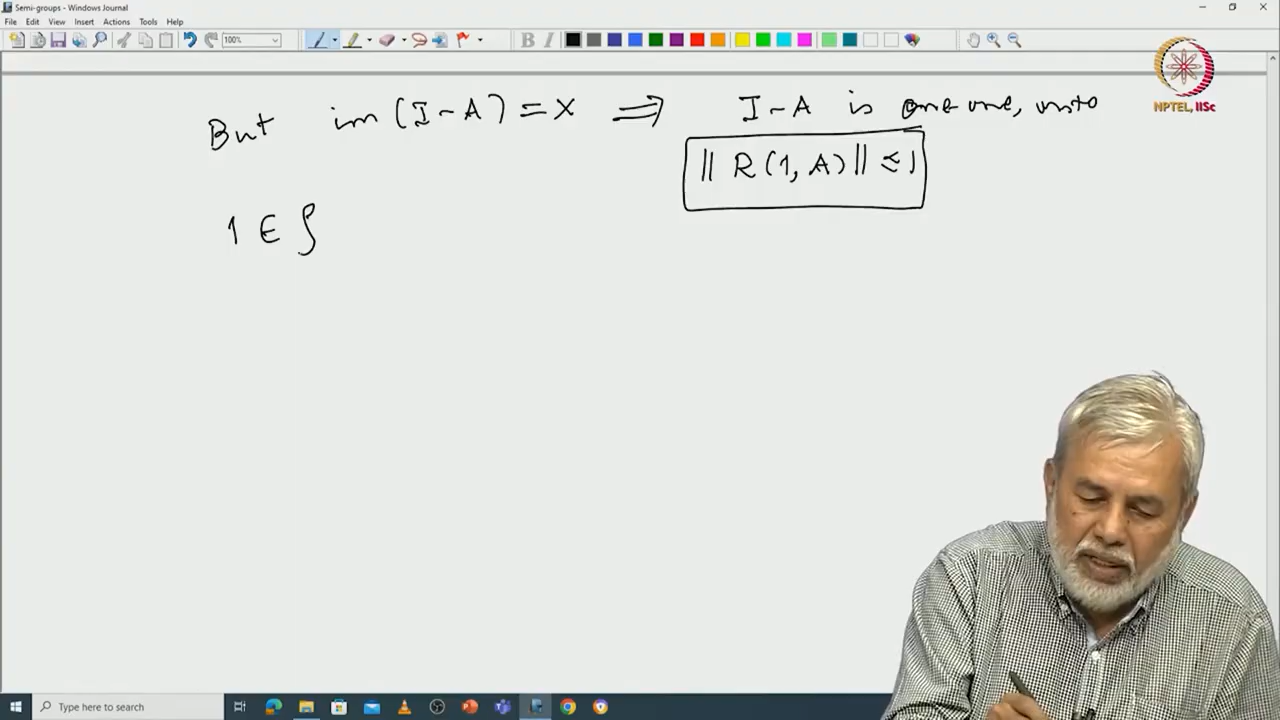 Semi-groups - Windows Journal
File Edit View Insert Actions Tools Help
100%
B I
NPTEL, IISc
But im (I-A) = X ⟹ I-A is one one, onto
|| R(1, A) || ≤ 1
1 ∈ ρ
Type here to search